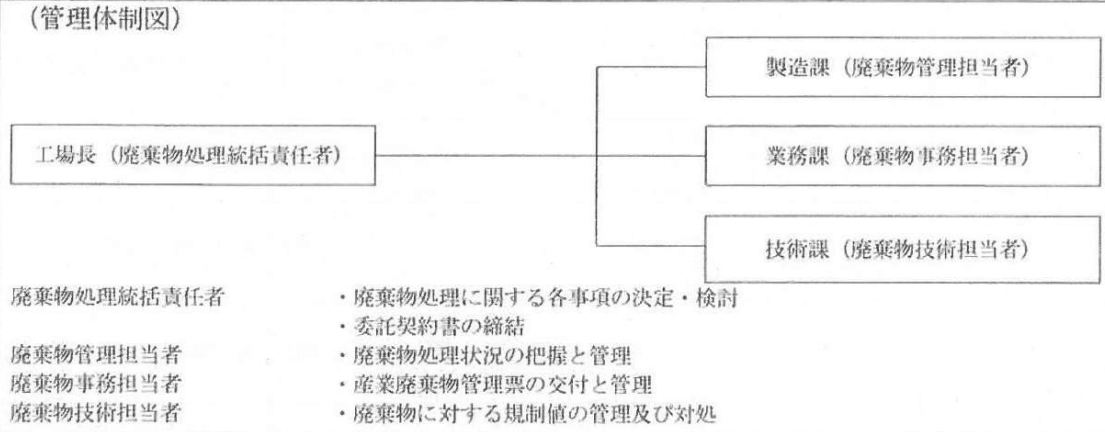 （管理体制図）
製造課（廃棄物管理担当者）
工場長（廃棄物処理統括責任者）
業務課（廃棄物事務担当者）
技術課（廃棄物技術担当者）
廃棄物処理統括責任者　・廃棄物処理に関する各事項の決定・検討
・委託契約書の締結
廃棄物管理担当者　・廃棄物処理状況の把握と管理
廃棄物事務担当者　・産業廃棄物管理票の交付と管理
廃棄物技術担当者　・廃棄物に対する規制値の管理及び対処